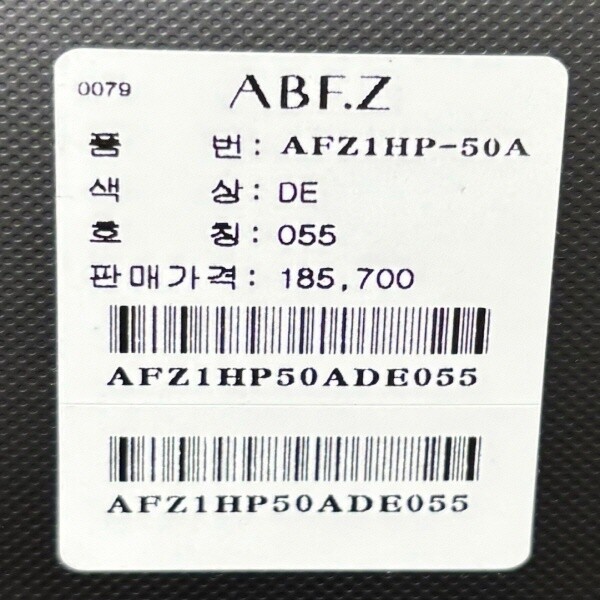 0079 ABF.Z
품 번: AFZ1HP-50A
색 상: DE
호 칭: 055
판매가격: 185,700
AFZ1HP50ADE055
AFZ1HP50ADE055